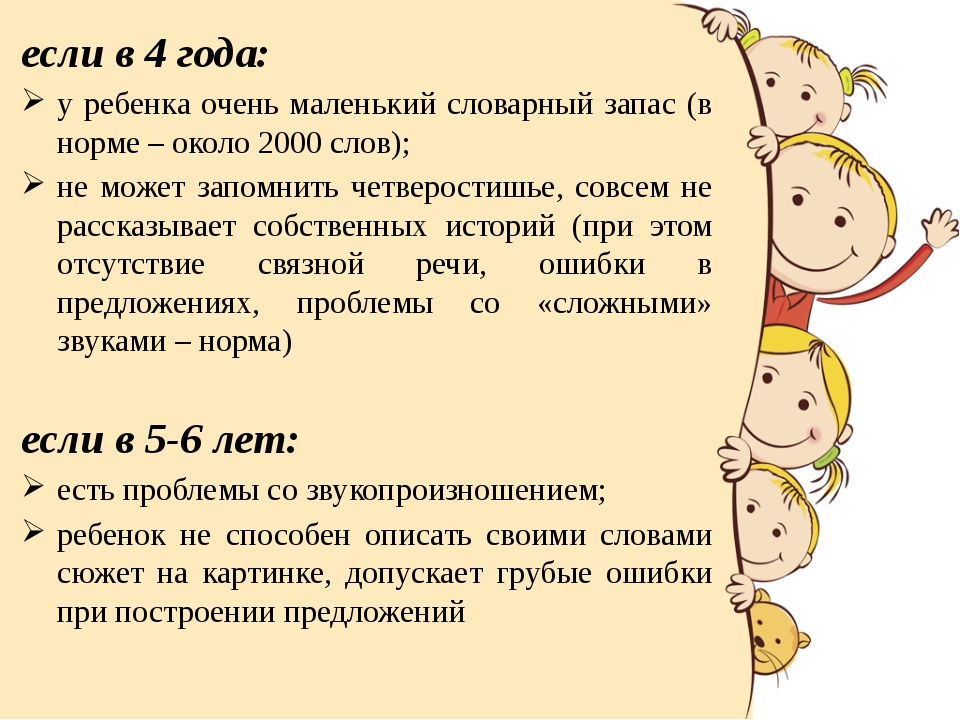 если в 4 года:
у ребенка очень маленький словарный запас (в
норме – около 2000 слов);
не может запомнить четверостишье, совсем не
рассказывает собственных историй (при этом
отсутствие связной речи, ошибки в
предложениях, проблемы со «сложными»
звуками – норма)
если в 5-6 лет:
есть проблемы со звукопроизношением;
ребенок не способен описать своими словами
сюжет на картинке, допускает грубые ошибки
при построении предложений